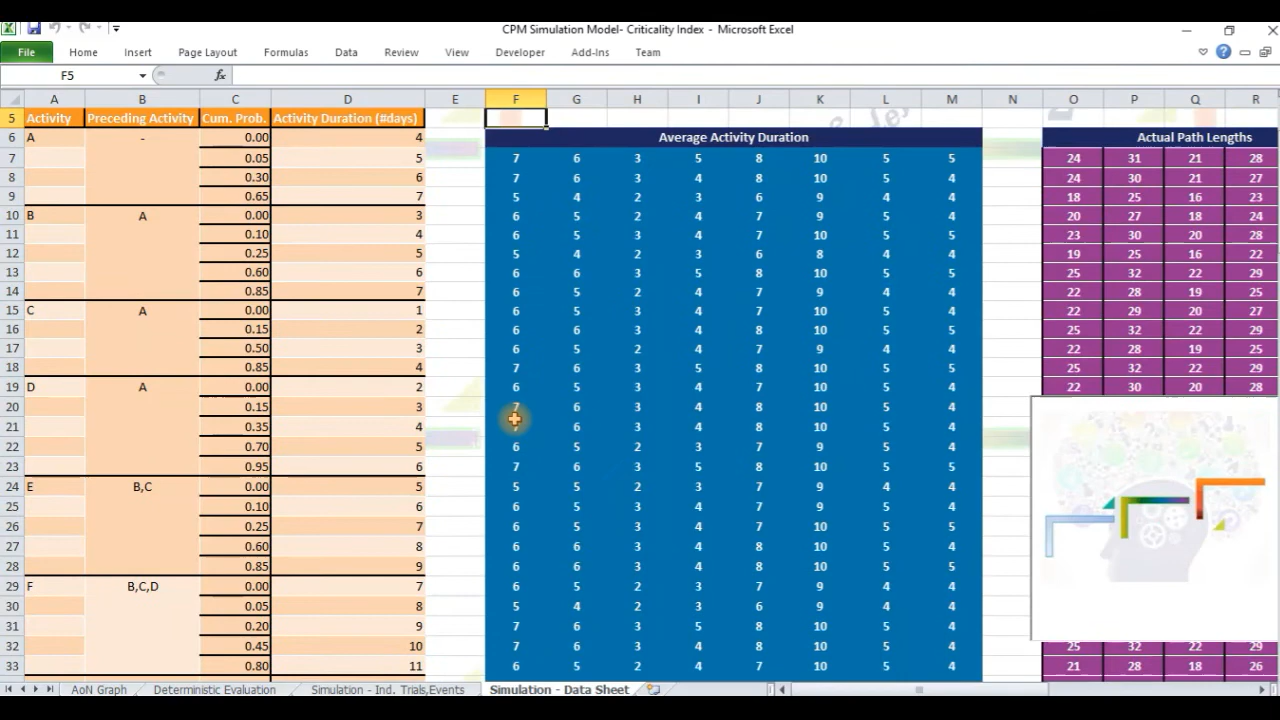 CPM Simulation Model- Criticality Index - Microsoft Excel
File Home Insert Page Layout Formulas Data Review View Developer Add-Ins Team
F5 fx
A B C D E F G H I J K L M N O P Q R
5 Activity Preceding Activity Cum. Prob. Activity Duration (#days)
6 A - 0.00 4 Average Activity Duration Actual Path Lengths
7 0.05 5 7 6 3 5 8 10 5 5 24 31 21 28
8 0.30 6 7 6 3 4 8 10 5 4 24 30 21 27
9 0.65 7 5 4 2 3 6 9 4 4 18 25 16 23
10 B A 0.00 3 6 5 2 4 7 9 5 4 20 27 18 24
11 0.10 4 6 5 3 4 7 10 5 4 23 30 20 28
12 0.25 5 5 4 2 3 6 8 4 4 19 25 16 22
13 0.60 6 6 6 3 5 8 10 5 5 25 32 22 29
14 0.85 7 6 5 2 4 7 9 5 4 22 28 19 25
15 C A 0.00 1 6 5 3 4 7 10 5 4 22 29 20 27
16 0.15 2 6 6 3 4 8 10 5 5 25 32 22 29
17 0.50 3 6 5 2 4 7 9 4 4 22 28 19 25
18 0.85 4 7 6 3 5 8 10 5 4 25 32 22 29
19 D A 0.00 2 6 5 3 4 7 10 5 4 22 30 20 28
20 0.15 3 7 6 3 4 8 10 5 4
21 0.35 4 6 3 4 8 10 5 4
22 0.70 5 6 5 2 3 7 9 5 4
23 0.95 6 7 6 3 5 8 10 5 5
24 E B,C 0.00 5 5 5 2 3 7 9 4 4
25 0.10 6 6 5 3 4 7 9 5 4
26 0.25 7 6 5 3 4 7 10 5 5
27 0.60 8 6 6 3 4 8 10 5 4
28 0.85 9 6 6 3 4 8 10 5 5
29 F B,C,D 0.00 7 6 5 2 3 7 9 4 4
30 0.05 8 5 4 2 3 6 9 4 4
31 0.20 9 7 6 3 5 8 10 5 4
32 0.45 10 7 6 3 4 8 10 5 4 25 32 22 29
33 0.80 11 6 5 2 4 7 10 5 4 21 28 18 26
AoN Graph Deterministic Evaluation Simulation - Ind. Trials,Events Simulation - Data Sheet